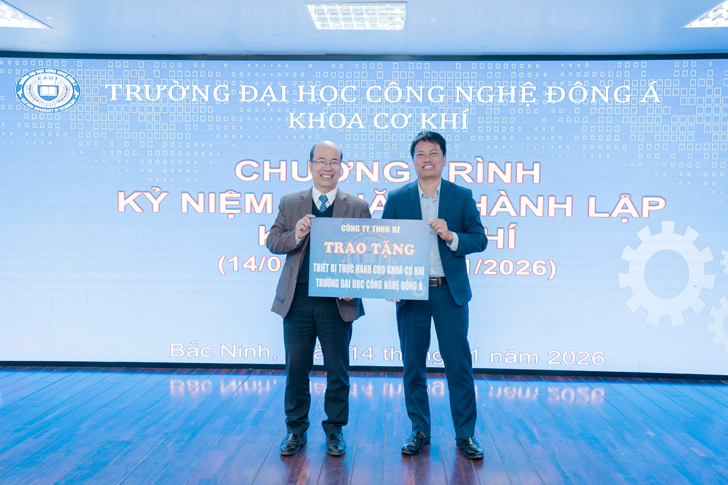 TRƯỜNG ĐẠI HỌC CÔNG NGHỆ ĐÔNG Á
KHOA CƠ KHÍ
CHƯƠNG TRÌNH
KỶ NIỆM HÀNH LẬP
K HÍ
(14/0 1/2026)
CÔNG TY TNHH HZ
TRAO TẶNG
THIẾT BỊ THỰC HÀNH CHO KHOA CƠ KHÍ
TRƯỜNG ĐẠI HỌC CÔNG NGHỆ ĐÔNG Á
Bắc Ninh, 14 th 1 năm 2026